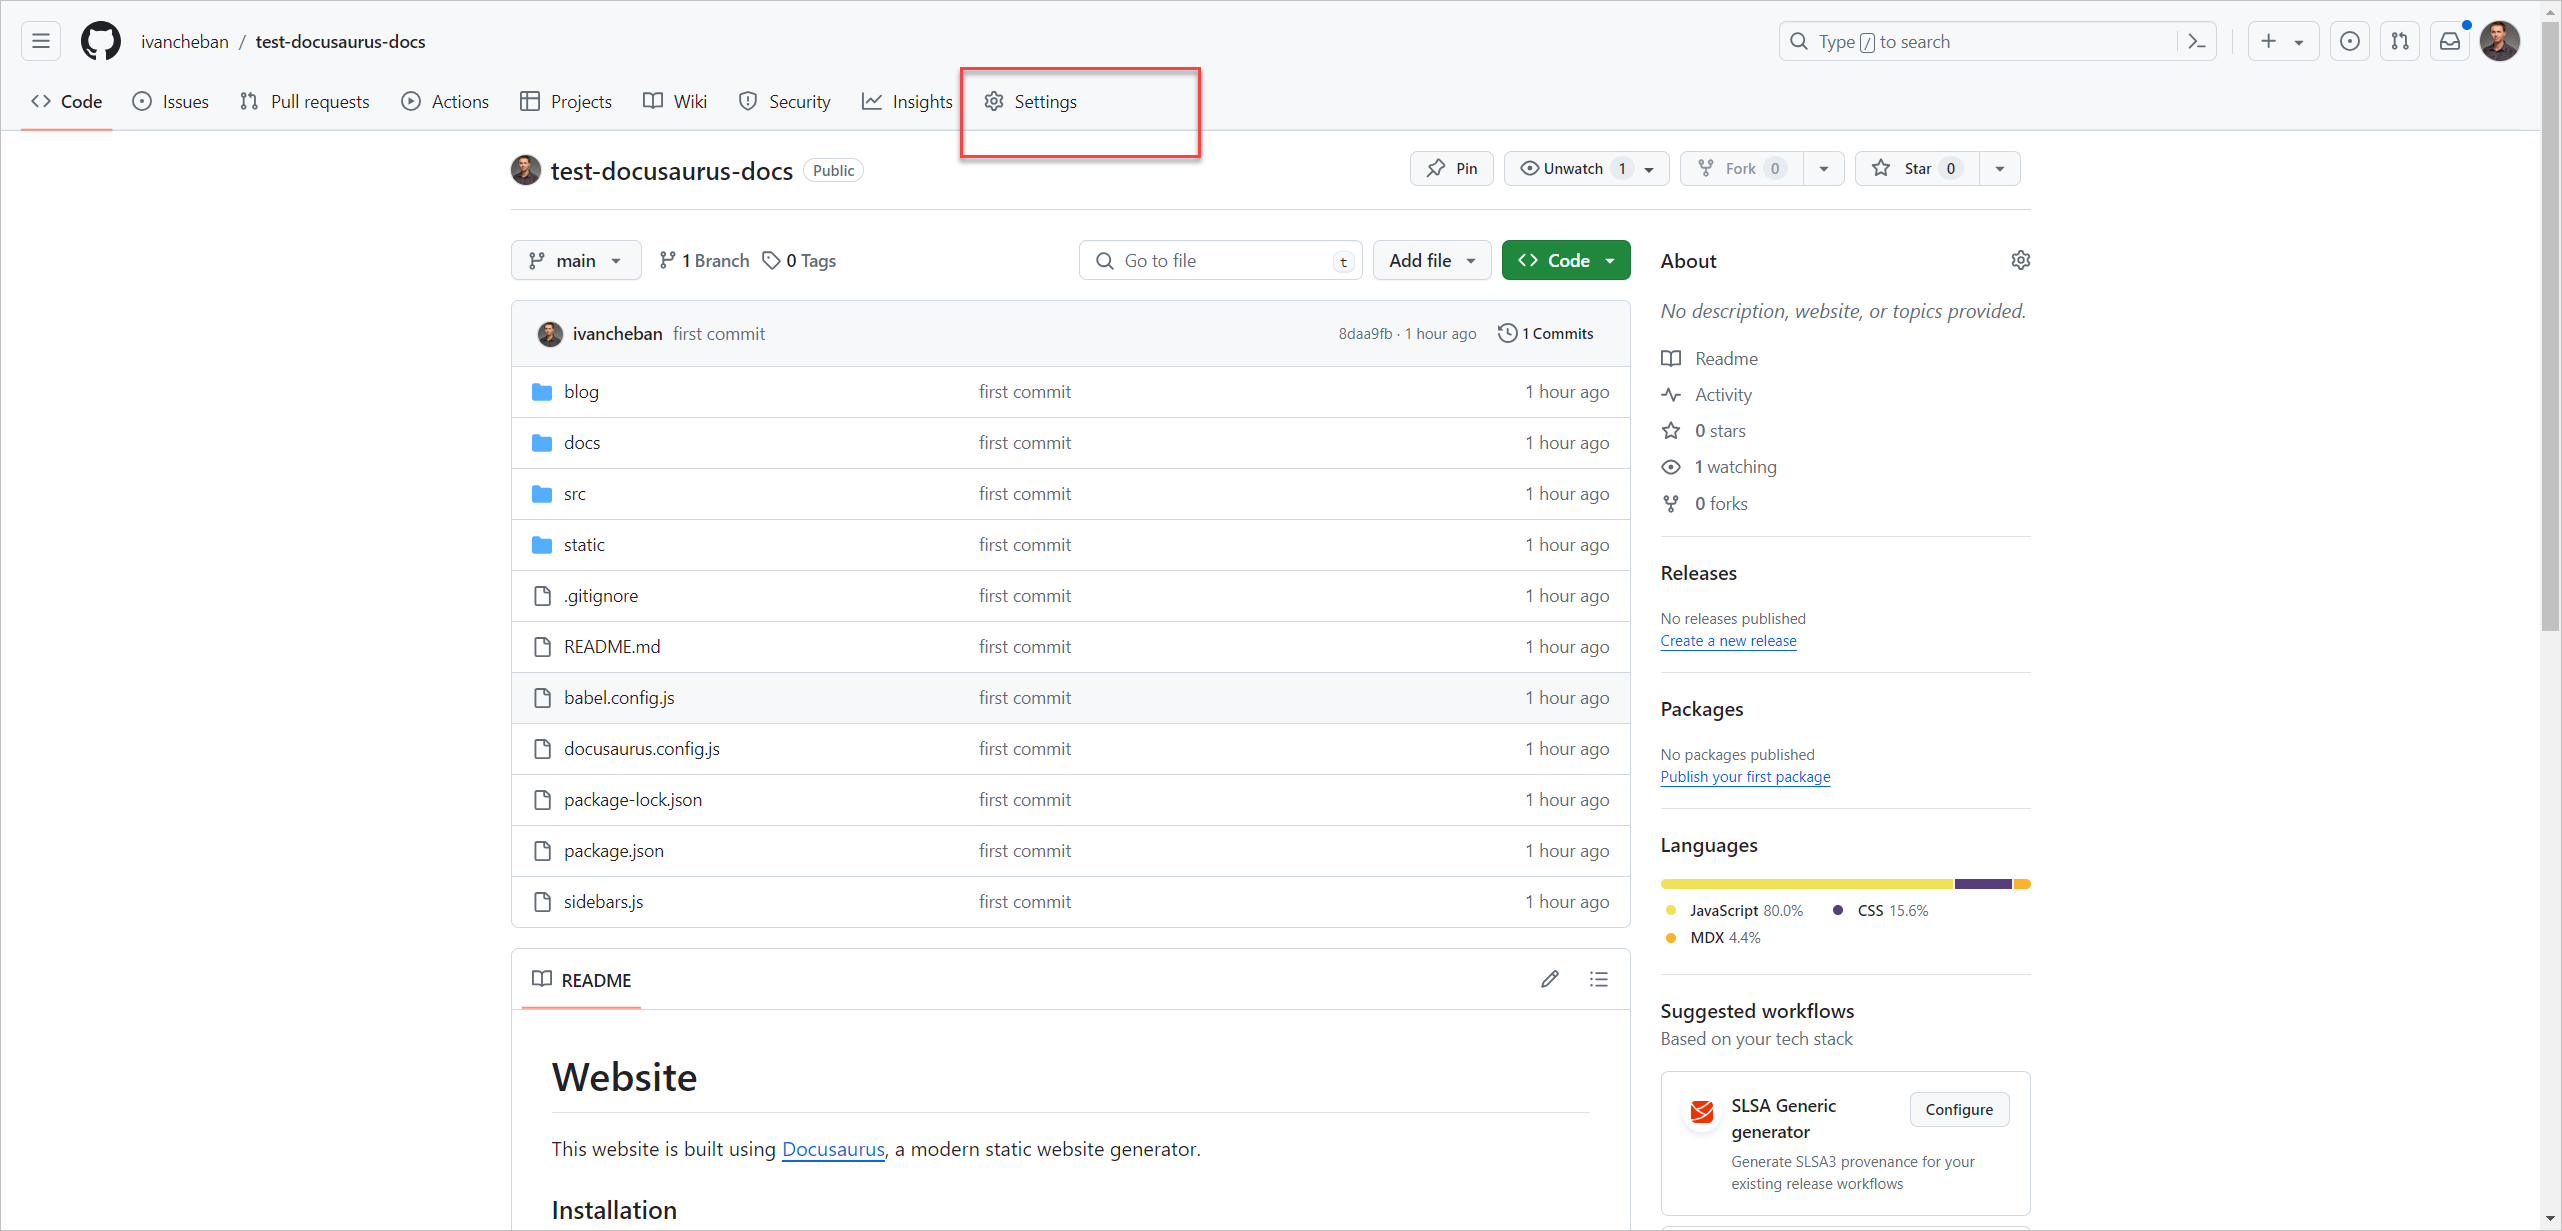 ivancheban / test-docusaurus-docs
Type / to search
Code Issues Pull requests Actions Projects Wiki Security Insights Settings
test-docusaurus-docs Public
Pin Unwatch 1 Fork 0 Star 0
main 1 Branch 0 Tags Go to file t Add file Code
ivancheban first commit 8daa9fb · 1 hour ago 1 Commits
blog first commit 1 hour ago
docs first commit 1 hour ago
src first commit 1 hour ago
static first commit 1 hour ago
.gitignore first commit 1 hour ago
README.md first commit 1 hour ago
babel.config.js first commit 1 hour ago
docusaurus.config.js first commit 1 hour ago
package-lock.json first commit 1 hour ago
package.json first commit 1 hour ago
sidebars.js first commit 1 hour ago
README
Website
This website is built using Docusaurus, a modern static website generator.
Installation
About
No description, website, or topics provided.
Readme
Activity
0 stars
1 watching
0 forks
Releases
No releases published
Create a new release
Packages
No packages published
Publish your first package
Languages
JavaScript 80.0% CSS 15.6%
MDX 4.4%
Suggested workflows
Based on your tech stack
SLSA Generic
generator
Configure
Generate SLSA3 provenance for your
existing release workflows